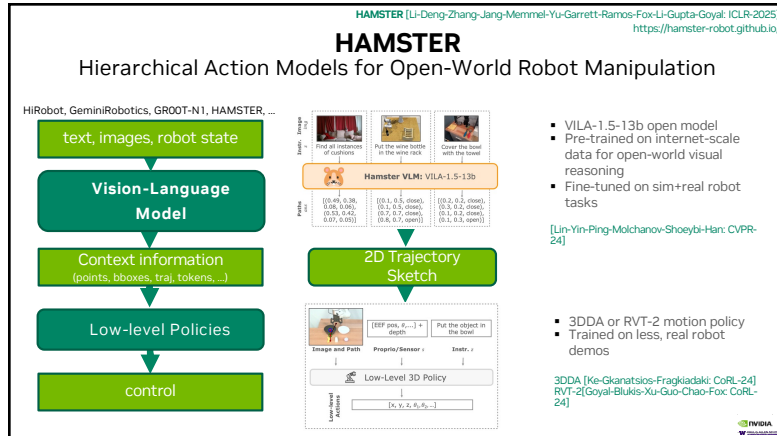 HAMSTER [Li-Deng-Zhang-Jang-Memmel-Yu-Garrett-Ramos-Fox-Li-Gupta-Goyal: ICLR-2025]
https://hamster-robot.github.io/
HAMSTER
Hierarchical Action Models for Open-World Robot Manipulation
HiRobot, GeminiRobotics, GR00T-N1, HAMSTER, ...
text, images, robot state
Vision-Language
Model
Context information
(points, bboxes, traj, tokens, ...)
Low-level Policies
control
Image
Instr.
Find all instances
of cushions
Put the wine bottle
in the wine rack
Cover the bowl
with the towel
Hamster VLM: VILA-1.5-13b
Paths
[(0.49, 0.38,
0.08, 0.06),
(0.53, 0.42,
0.07, 0.05)]
[(0.1, 0.5, close),
(0.1, 0.5, close),
(0.7, 0.7, close),
(0.8, 0.7, open)]
[(0.2, 0.2, close),
(0.3, 0.2, close),
(0.1, 0.2, close),
(0.1, 0.3, open)]
2D Trajectory
Sketch
[EEF pos, θ,...] +
depth
Put the object in
the bowl
Image and Path
Proprio/Sensor s
Instr. z
Low-Level 3D Policy
Low-level
Actions
▪ VILA-1.5-13b open model
▪ Pre-trained on internet-scale
data for open-world visual
reasoning
▪ Fine-tuned on sim+real robot
tasks
[Lin-Yin-Ping-Molchanov-Shoeybi-Han: CVPR-
24]
▪ 3DDA or RVT-2 motion policy
▪ Trained on less, real robot
demos
3DDA [Ke-Gkanatsios-Fragkiadaki: CoRL-24]
RVT-2[Goyal-Blukis-Xu-Guo-Chao-Fox: CoRL-
24]
NVIDIA